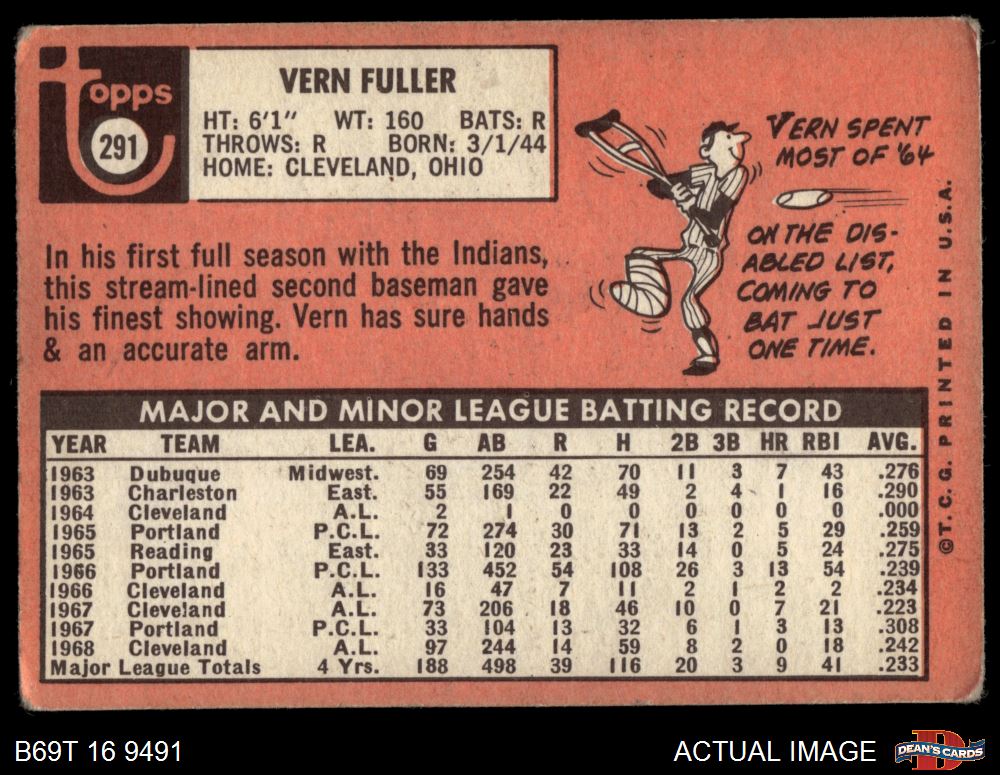 Topps
291
VERN FULLER
HT: 6'1" WT: 160 BATS: R
THROWS: R BORN: 3/1/44
HOME: CLEVELAND, OHIO
In his first full season with the Indians,
this stream-lined second baseman gave
his finest showing. Vern has sure hands
& an accurate arm.
VERN SPENT
MOST OF '64
ON THE DIS-
ABLED LIST,
COMING TO
BAT JUST
ONE TIME.
©T.C.G. PRINTED IN U.S.A.
MAJOR AND MINOR LEAGUE BATTING RECORD
YEAR TEAM LEA. G AB R H 2B 3B HR RBI AVG.
1963 Dubuque Midwest. 69 254 42 70 11 3 7 43 .276
1963 Charleston East. 55 169 22 49 2 4 1 16 .290
1964 Cleveland A.L. 2 1 0 0 0 0 0 0 .000
1965 Portland P.C.L. 72 274 30 71 13 2 5 29 .259
1965 Reading East. 33 120 23 33 14 0 5 24 .275
1966 Portland P.C.L. 133 452 54 108 26 3 13 54 .239
1966 Cleveland A.L. 16 47 7 11 2 1 2 2 .234
1967 Cleveland A.L. 73 206 18 46 10 0 7 21 .223
1967 Portland P.C.L. 33 104 13 32 6 1 3 13 .308
1968 Cleveland A.L. 97 244 14 59 8 2 0 18 .242
Major League Totals 4 Yrs. 188 498 39 116 20 3 9 41 .233
B69T 16 9491
ACTUAL IMAGE
DEAN'S CARDS